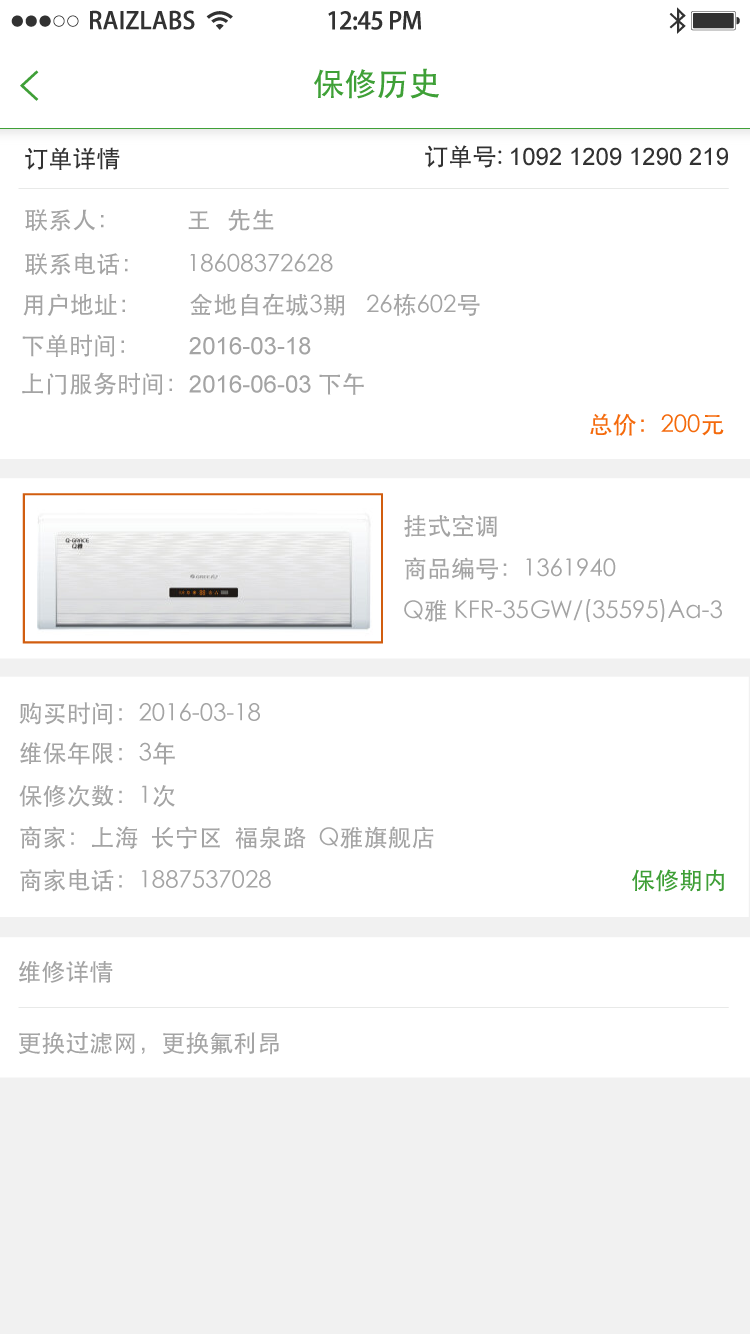 RAIZLABS 12:45 PM
保修历史
订单详情 订单号: 1092 1209 1290 219
联系人: 王 先生
联系电话: 18608372628
用户地址: 金地自在城3期 26栋602号
下单时间: 2016-03-18
上门服务时间: 2016-06-03 下午
总价: 200元
Q-GRACE
Q雅
挂式空调
商品编号: 1361940
Q雅 KFR-35GW/(35595)Aa-3
购买时间: 2016-03-18
维保年限: 3年
保修次数: 1次
商家: 上海 长宁区 福泉路 Q雅旗舰店
商家电话: 1887537028 保修期内
维修详情
更换过滤网，更换氟利昂